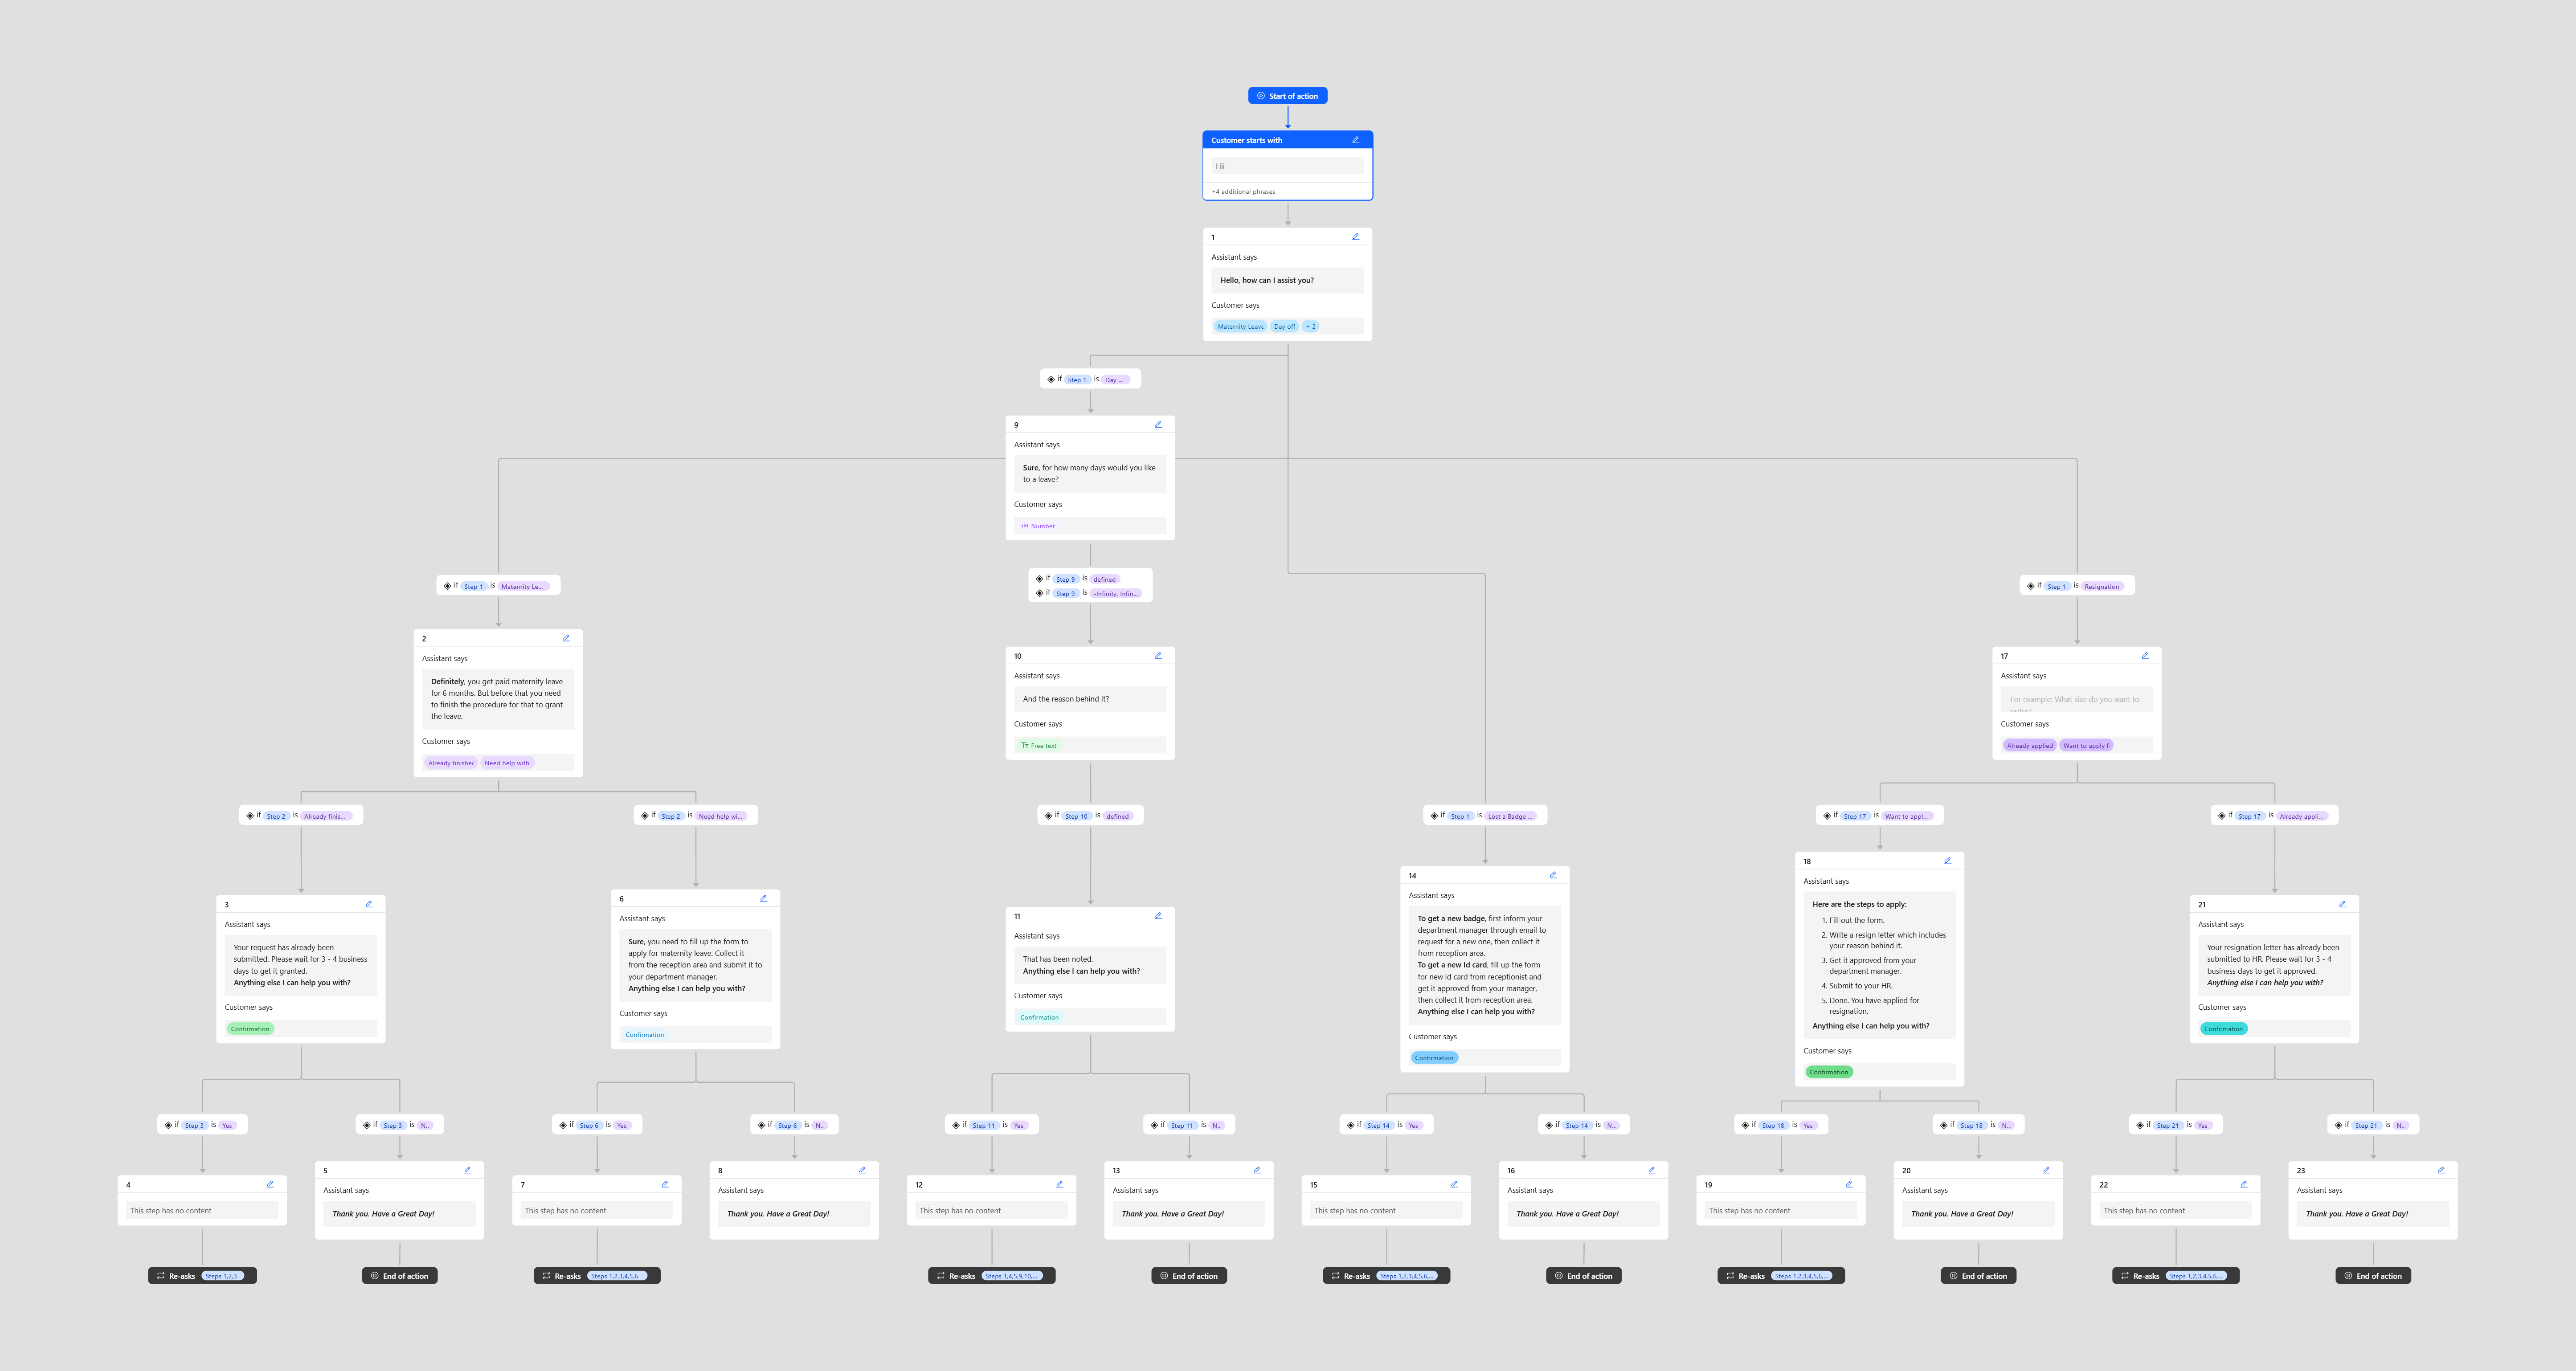 Start of action
Customer starts with
Hii
+4 additional phrases
1
Assistant says
Hello, how can I assist you?
Customer says
Maternity Leave Day off + 2
if Step 1 is Day ...
9
Assistant says
Sure, for how many days would you like
to a leave?
Customer says
Number
if Step 1 is Maternity Le...
if Step 9 is defined
if Step 9 is -Infinity, Infin...
if Step 1 is Resignation
2
Assistant says
Definitely, you get paid maternity leave
for 6 months. But before that you need
to finish the procedure for that to grant
the leave.
Customer says
Already finished Need help with
10
Assistant says
And the reason behind it?
Customer says
Free text
17
Assistant says
For example: What size do you want to
order?
Customer says
Already applied Want to apply f
if Step 2 is Already finis...
if Step 2 is Need help wi...
if Step 10 is defined
if Step 1 is Lost a Badge ...
if Step 17 is Want to appl...
if Step 17 is Already appli...
3
Assistant says
Your request has already been
submitted. Please wait for 3 - 4 business
days to get it granted.
Anything else I can help you with?
Customer says
Confirmation
6
Assistant says
Sure, you need to fill up the form to
apply for maternity leave. Collect it
from the reception area and submit it to
your department manager.
Anything else I can help you with?
Customer says
Confirmation
11
Assistant says
That has been noted.
Anything else I can help you with?
Customer says
Confirmation
14
Assistant says
To get a new badge, first inform your
department manager through email to
request for a new one, then collect it
from reception area.
To get a new Id card, fill up the form
for new id card from receptionist and
get it approved from your manager,
then collect it from reception area.
Anything else I can help you with?
Customer says
Confirmation
18
Assistant says
Here are the steps to apply:
1. Fill out the form.
2. Write a resign letter which includes
your reason behind it.
3. Get it approved from your
department manager.
4. Submit to your HR.
5. Done. You have applied for
resignation.
Anything else I can help you with?
Customer says
Confirmation
21
Assistant says
Your resignation letter has already been
submitted to HR. Please wait for 3 - 4
business days to get it approved.
Anything else I can help you with?
Customer says
Confirmation
if Step 3 is Yes
if Step 3 is N...
if Step 6 is Yes
if Step 6 is N...
if Step 11 is Yes
if Step 11 is N...
if Step 14 is Yes
if Step 14 is N...
if Step 18 is Yes
if Step 18 is N...
if Step 21 is Yes
if Step 21 is N...
4
This step has no content
5
Assistant says
Thank you. Have a Great Day!
7
This step has no content
8
Assistant says
Thank you. Have a Great Day!
12
This step has no content
13
Assistant says
Thank you. Have a Great Day!
15
This step has no content
16
Assistant says
Thank you. Have a Great Day!
19
This step has no content
20
Assistant says
Thank you. Have a Great Day!
22
This step has no content
23
Assistant says
Thank you. Have a Great Day!
Re-asks Steps 1,2,3
End of action
Re-asks Steps 1,2,3,4,5,6
Re-asks Steps 1,4,5,9,10,...
End of action
Re-asks Steps 1,2,3,4,5,6,...
End of action
Re-asks Steps 1,2,3,4,5,6,...
End of action
Re-asks Steps 1,2,3,4,5,6,...
End of action